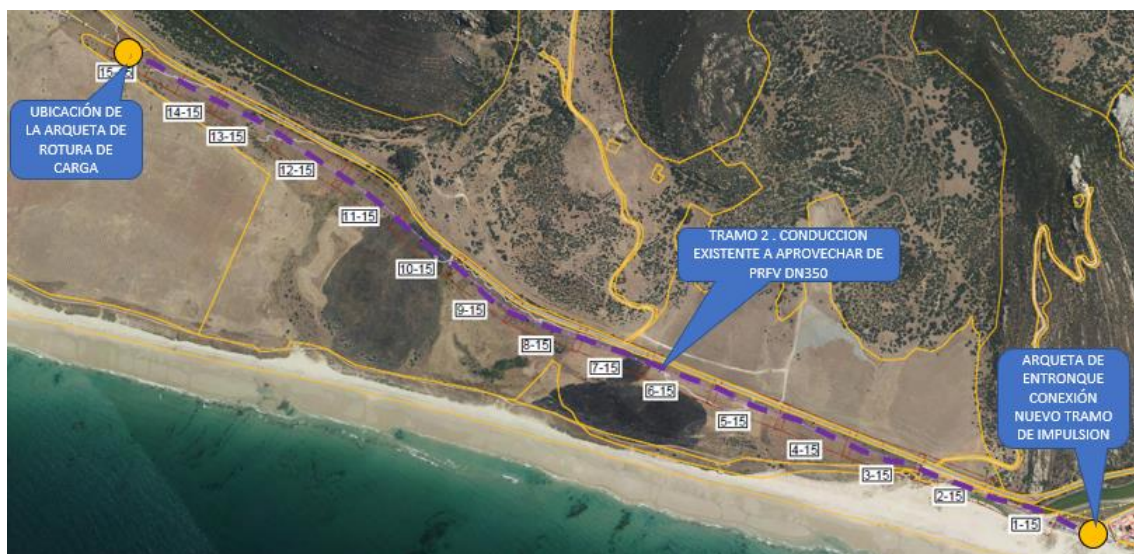 15-15
UBICACIÓN DE
LA ARQUETA DE
ROTURA DE
CARGA
14-15
13-15
12-15
11-15
10-15
9-15
8-15
7-15
6-15
5-15
4-15
3-15
2-15
1-15
TRAMO 2 . CONDUCCION
EXISTENTE A APROVECHAR DE
PRFV DN350
ARQUETA DE
ENTRONQUE
CONEXIÓN
NUEVO TRAMO
DE IMPULSION